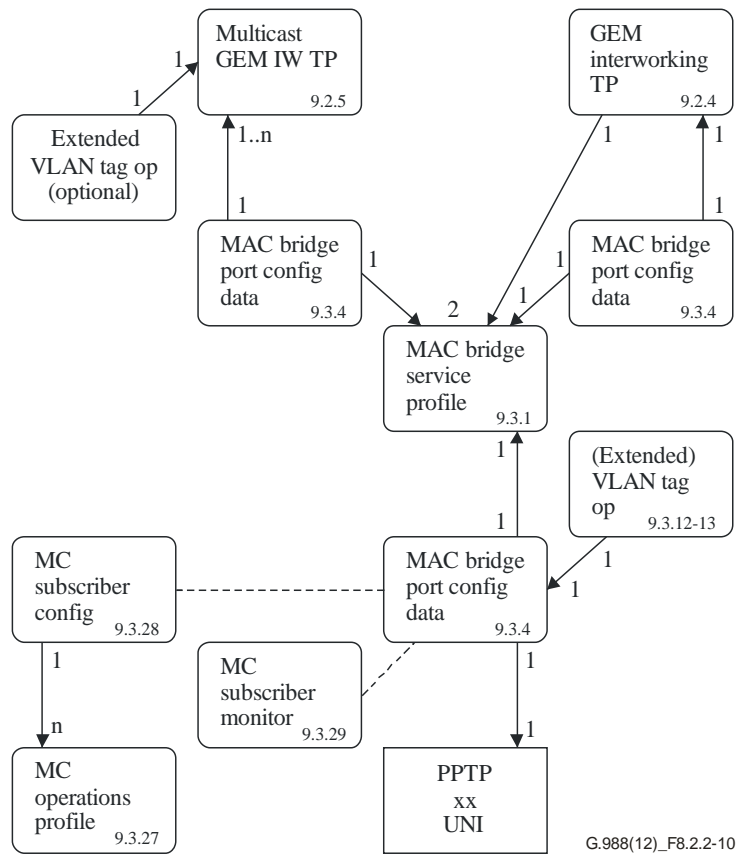 Multicast
GEM IW TP
9.2.5
GEM
interworking
TP
9.2.4
1
1
Extended
VLAN tag op
(optional)
1..n
1
1
1
MAC bridge
port config
data
9.3.4
1
MAC bridge
port config
data
9.3.4
1
1
1
2
MAC bridge
service
profile
9.3.1
1
(Extended)
VLAN tag
op
9.3.12-13
1
MC
subscriber
config
9.3.28
MAC bridge
port config
data
9.3.4
1
1
1
MC
subscriber
monitor
9.3.29
1
n
1
MC
operations
profile
9.3.27
PPTP
xx
UNI
G.988(12)_F8.2.2-10